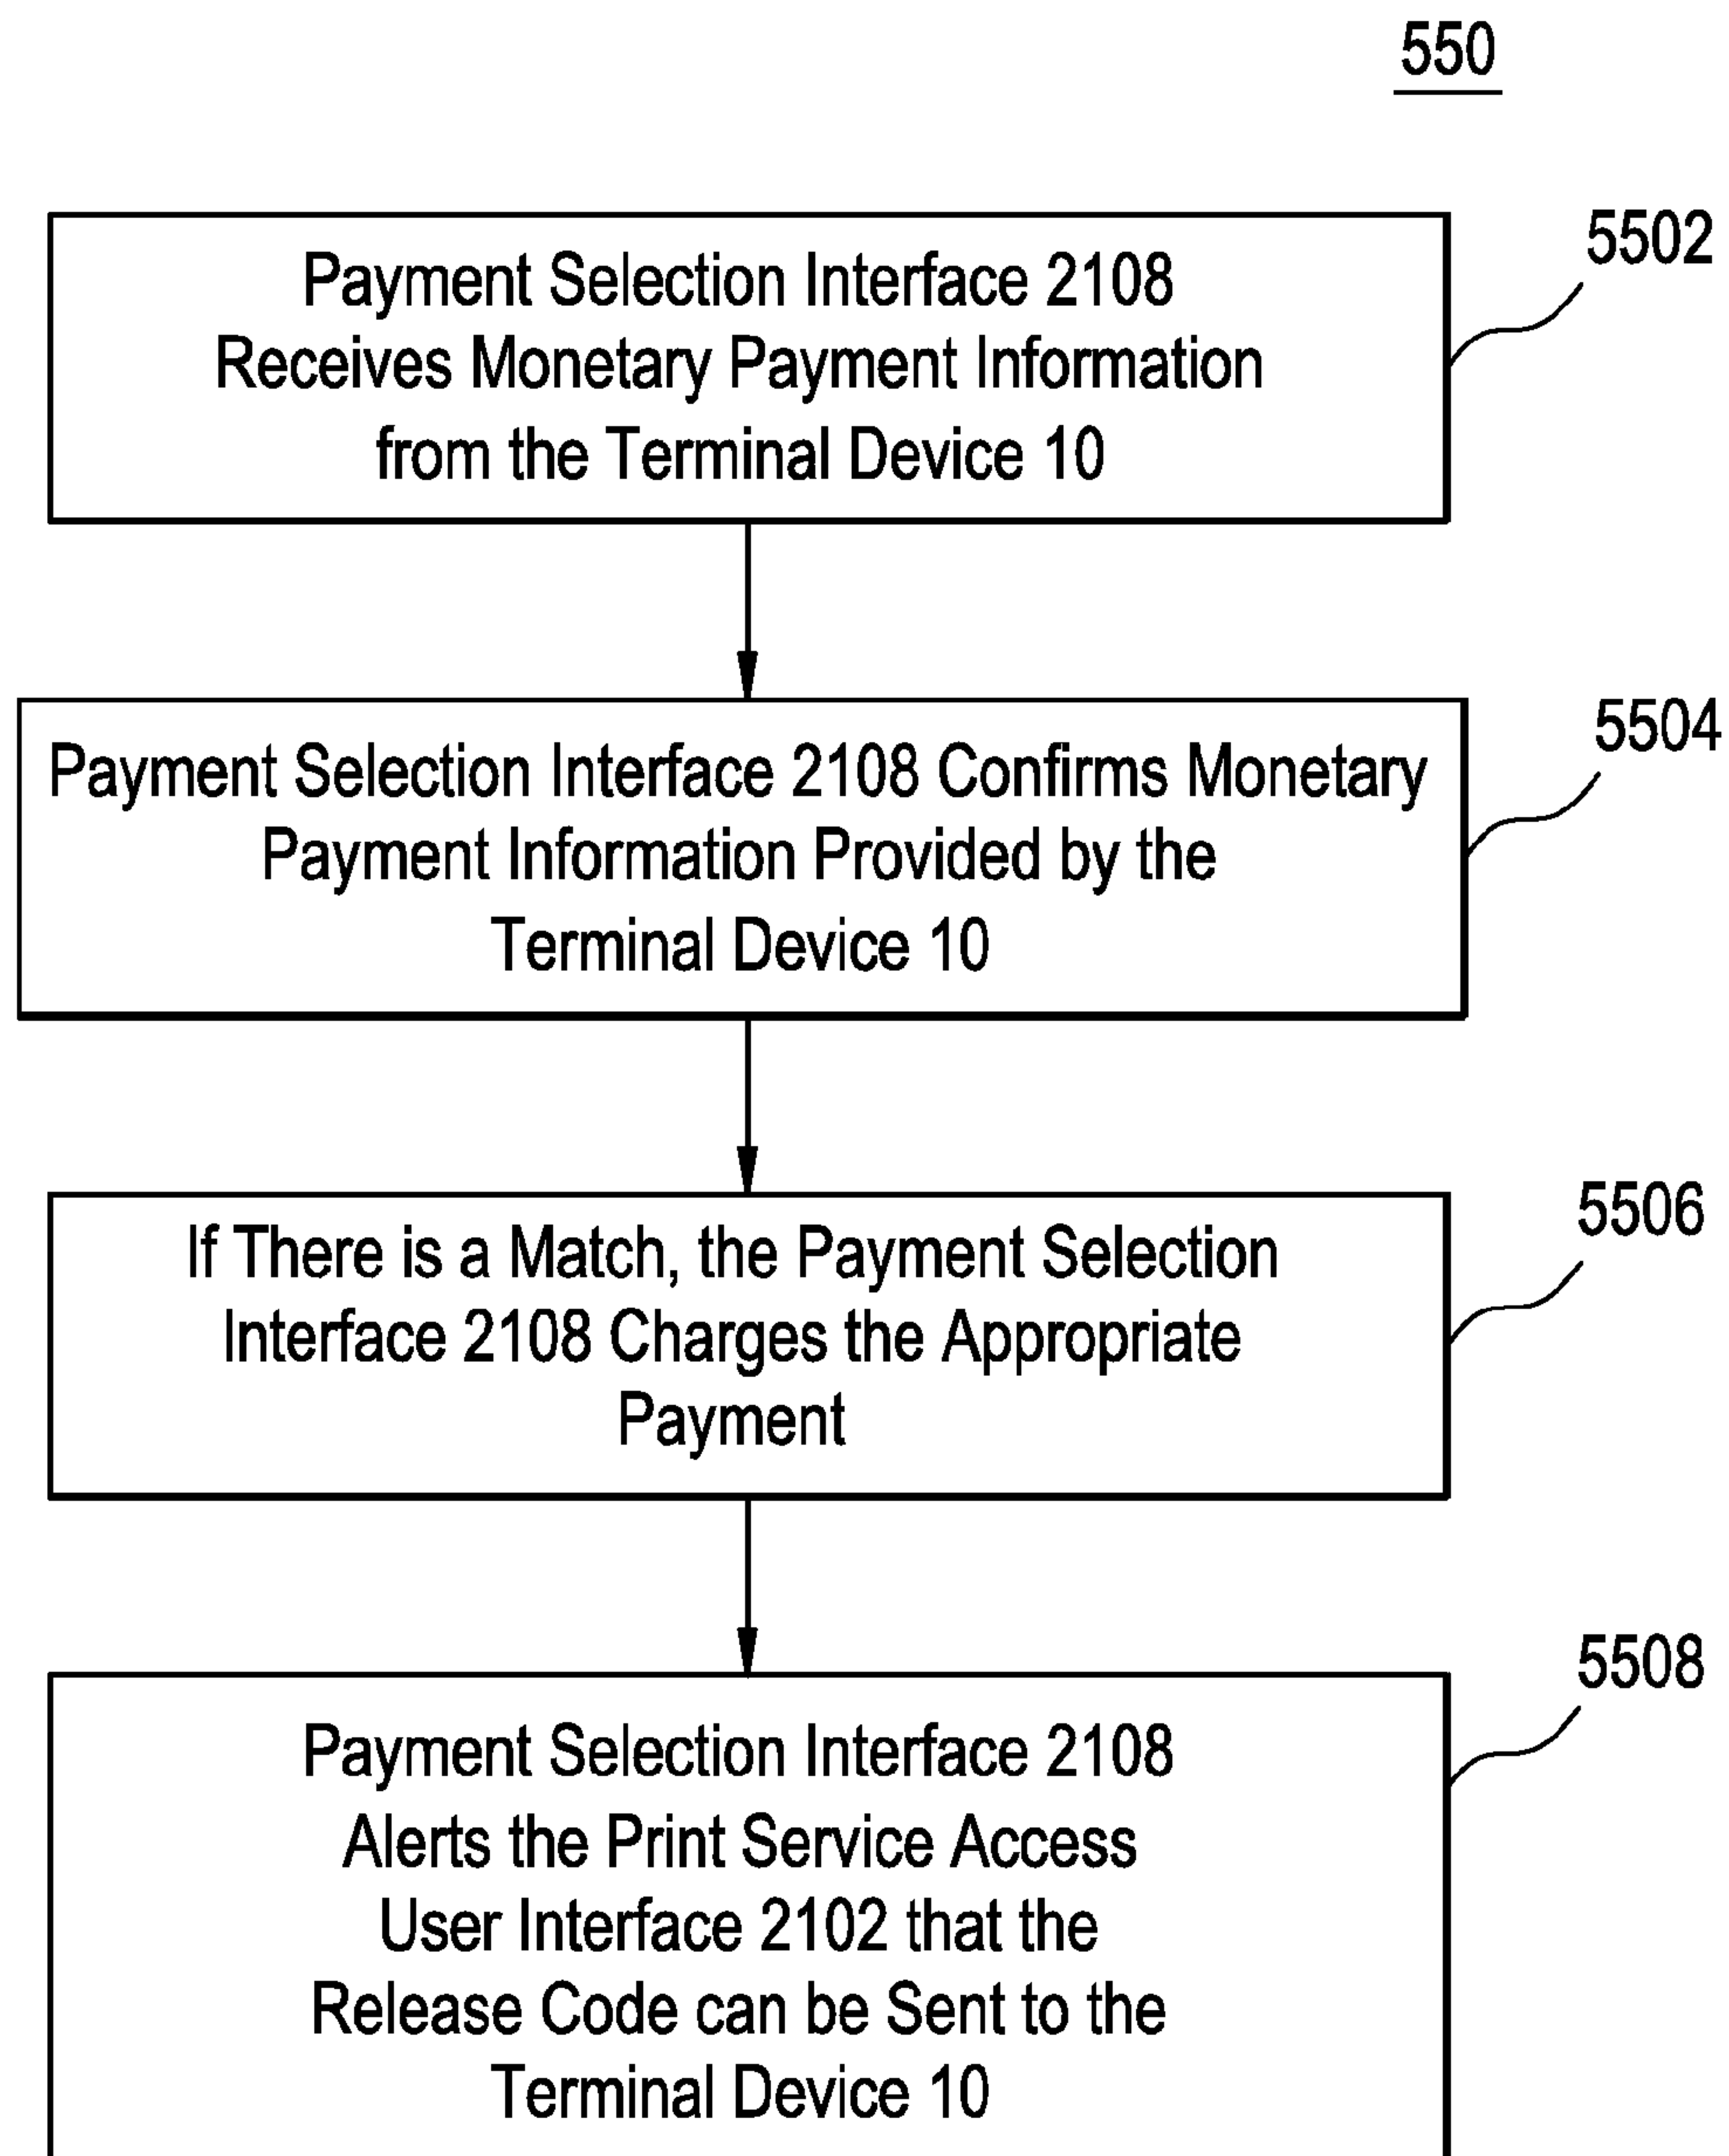 550
5502
Payment Selection Interface 2108
Receives Monetary Payment Information
from the Terminal Device 10
5504
Payment Selection Interface 2108 Confirms Monetary
Payment Information Provided by the
Terminal Device 10
5506
If There is a Match, the Payment Selection
Interface 2108 Charges the Appropriate
Payment
5508
Payment Selection Interface 2108
Alerts the Print Service Access
User Interface 2102 that the
Release Code can be Sent to the
Terminal Device 10